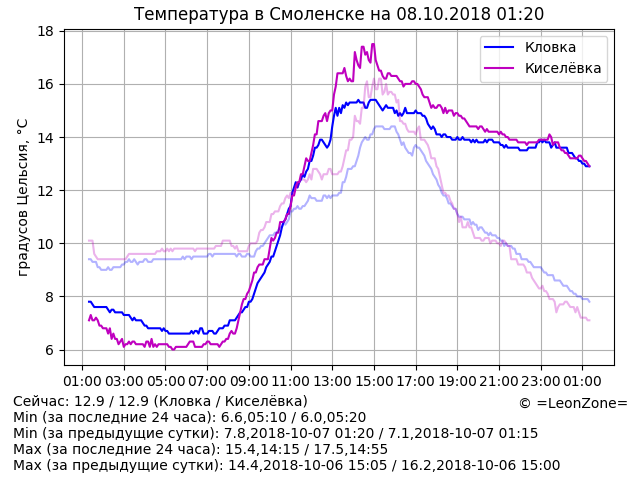 Температура в Смоленске на 08.10.2018 01:20
градусов Цельсия, °C
18
16
14
12
10
8
6
Кловка
Киселёвка
01:00 03:00 05:00 07:00 09:00 11:00 13:00 15:00 17:00 19:00 21:00 23:00 01:00
Сейчас: 12.9 / 12.9 (Кловка / Киселёвка)
© =LeonZone=
Min (за последние 24 часа): 6.6,05:10 / 6.0,05:20
Min (за предыдущие сутки): 7.8,2018-10-07 01:20 / 7.1,2018-10-07 01:15
Max (за последние 24 часа): 15.4,14:15 / 17.5,14:55
Max (за предыдущие сутки): 14.4,2018-10-06 15:05 / 16.2,2018-10-06 15:00